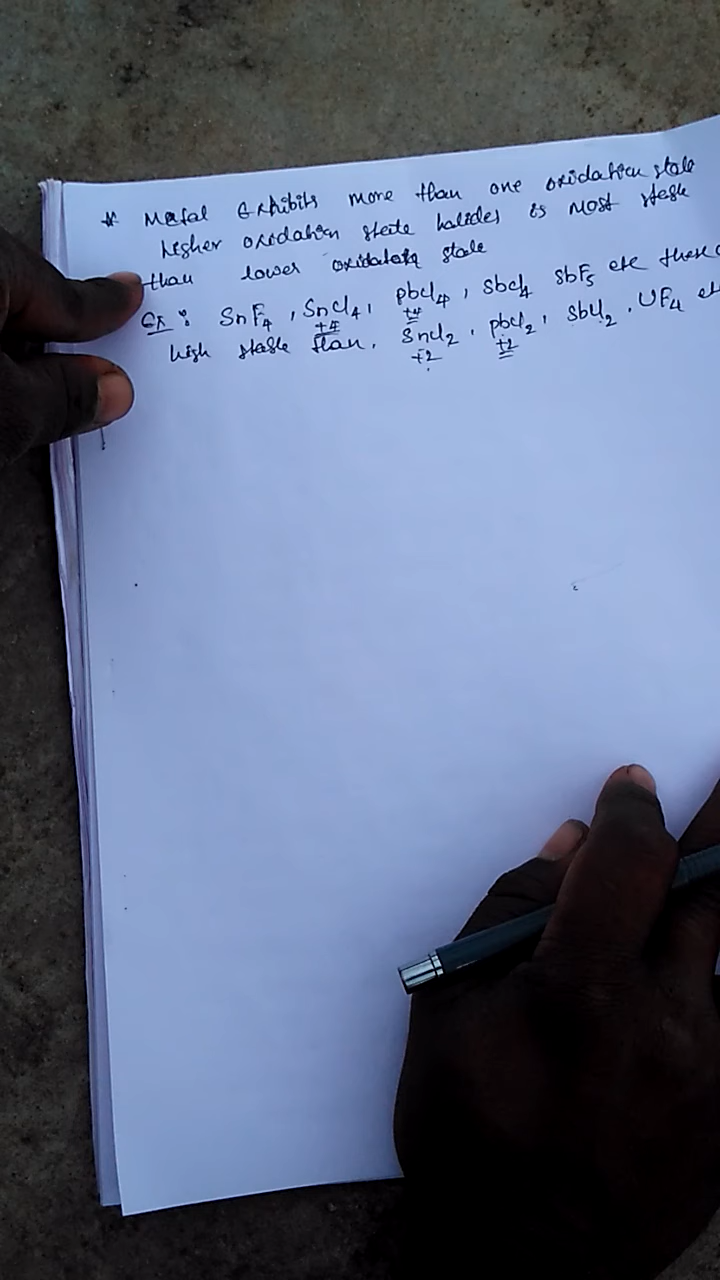 * Metal Exhibits more than one oxidation state
higher oxidation state halides is most stable
than lower oxidation state
Ex : SnF4, SnCl4, PbCl4, SbCl4 SbF5 etc these
+4 +4
high stable than, SnCl2, PbCl2, SbCl2, UF4 et
+2 +2